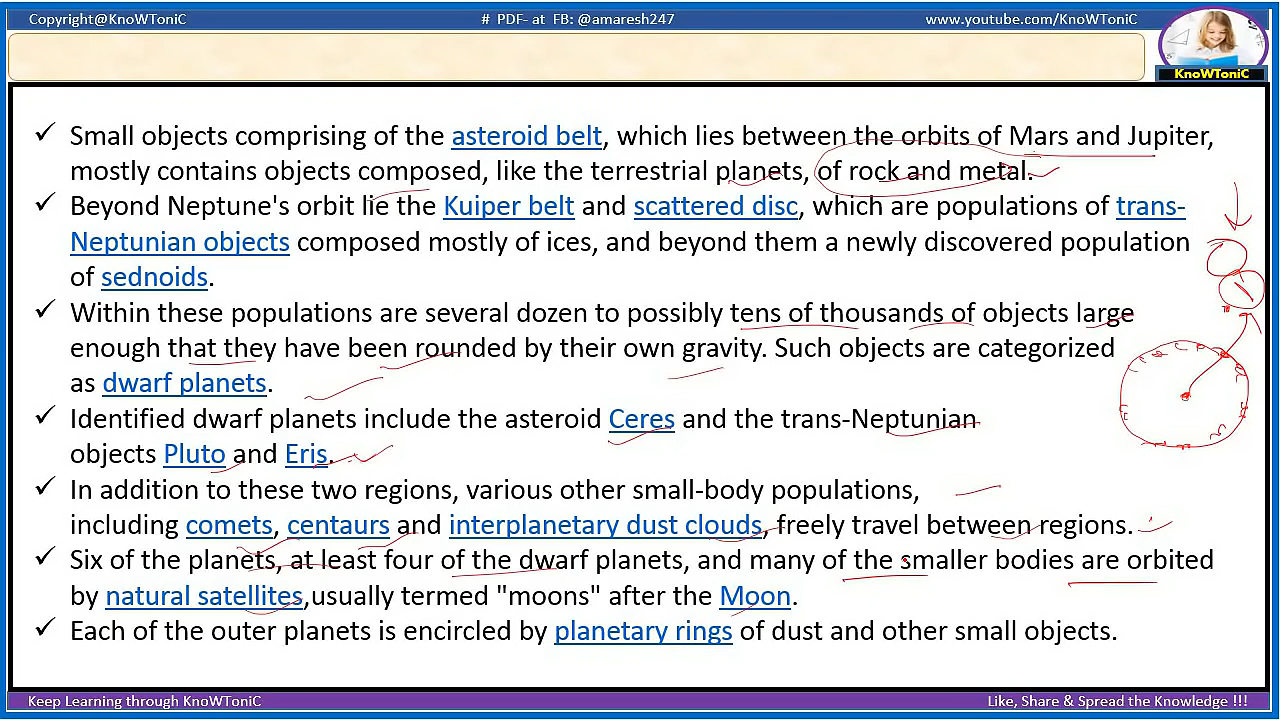 Copyright@KnoWToniC # PDF- at FB: @amaresh247 www.youtube.com/KnoWToniC
KnoWToniC
✓ Small objects comprising of the asteroid belt, which lies between the orbits of Mars and Jupiter,
mostly contains objects composed, like the terrestrial planets, of rock and metal.
✓ Beyond Neptune's orbit lie the Kuiper belt and scattered disc, which are populations of trans-
Neptunian objects composed mostly of ices, and beyond them a newly discovered population
of sednoids.
✓ Within these populations are several dozen to possibly tens of thousands of objects large
enough that they have been rounded by their own gravity. Such objects are categorized
as dwarf planets.
✓ Identified dwarf planets include the asteroid Ceres and the trans-Neptunian
objects Pluto and Eris.
✓ In addition to these two regions, various other small-body populations,
including comets, centaurs and interplanetary dust clouds, freely travel between regions.
✓ Six of the planets, at least four of the dwarf planets, and many of the smaller bodies are orbited
by natural satellites,usually termed "moons" after the Moon.
✓ Each of the outer planets is encircled by planetary rings of dust and other small objects.
Keep Learning through KnoWToniC Like, Share & Spread the Knowledge !!!